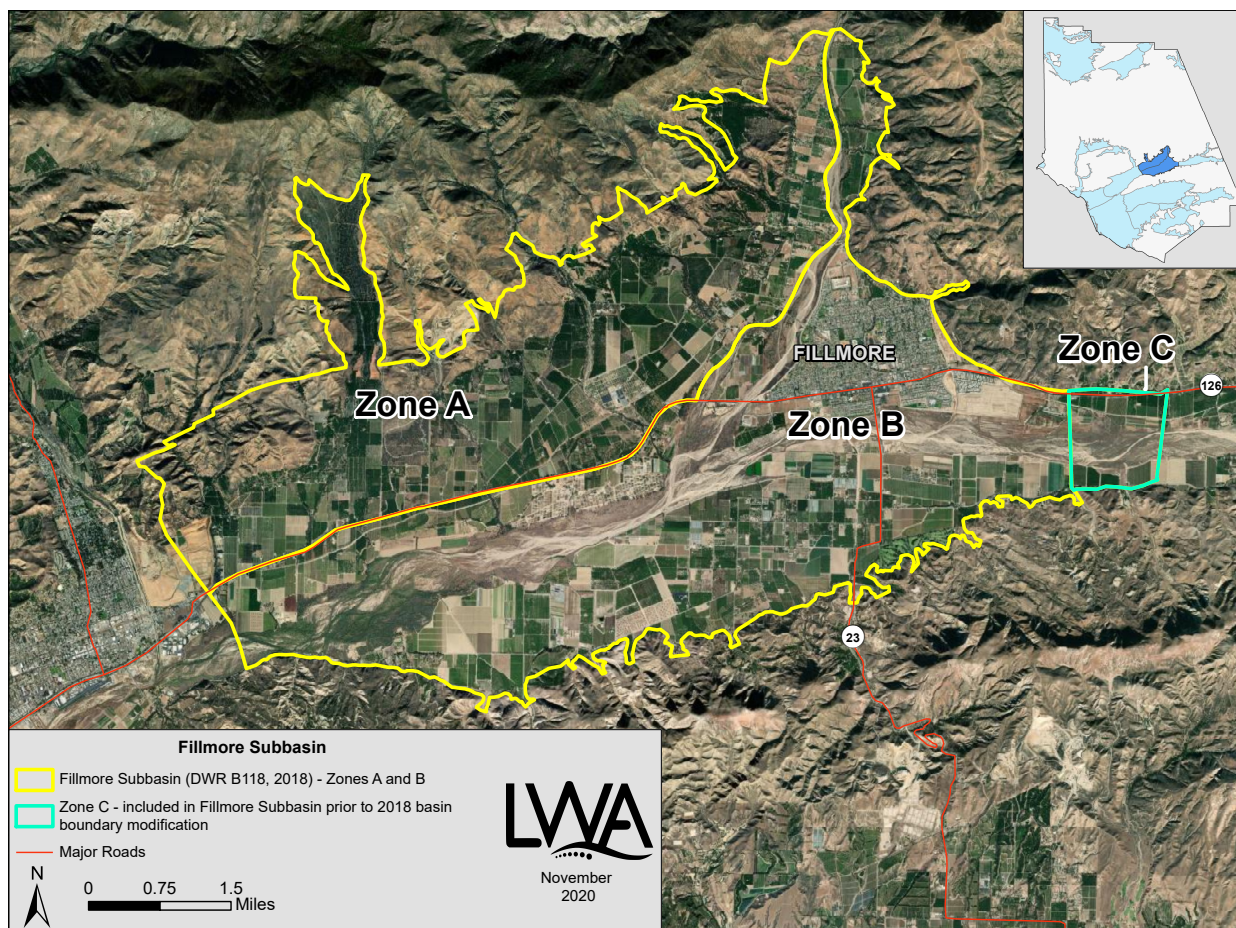 Zone A
FILLMORE
Zone B
Zone C
126
23
Fillmore Subbasin
Fillmore Subbasin (DWR B118, 2018) - Zones A and B
Zone C - included in Fillmore Subbasin prior to 2018 basin
boundary modification
Major Roads
N
0 0.75 1.5
Miles
LWA
November
2020